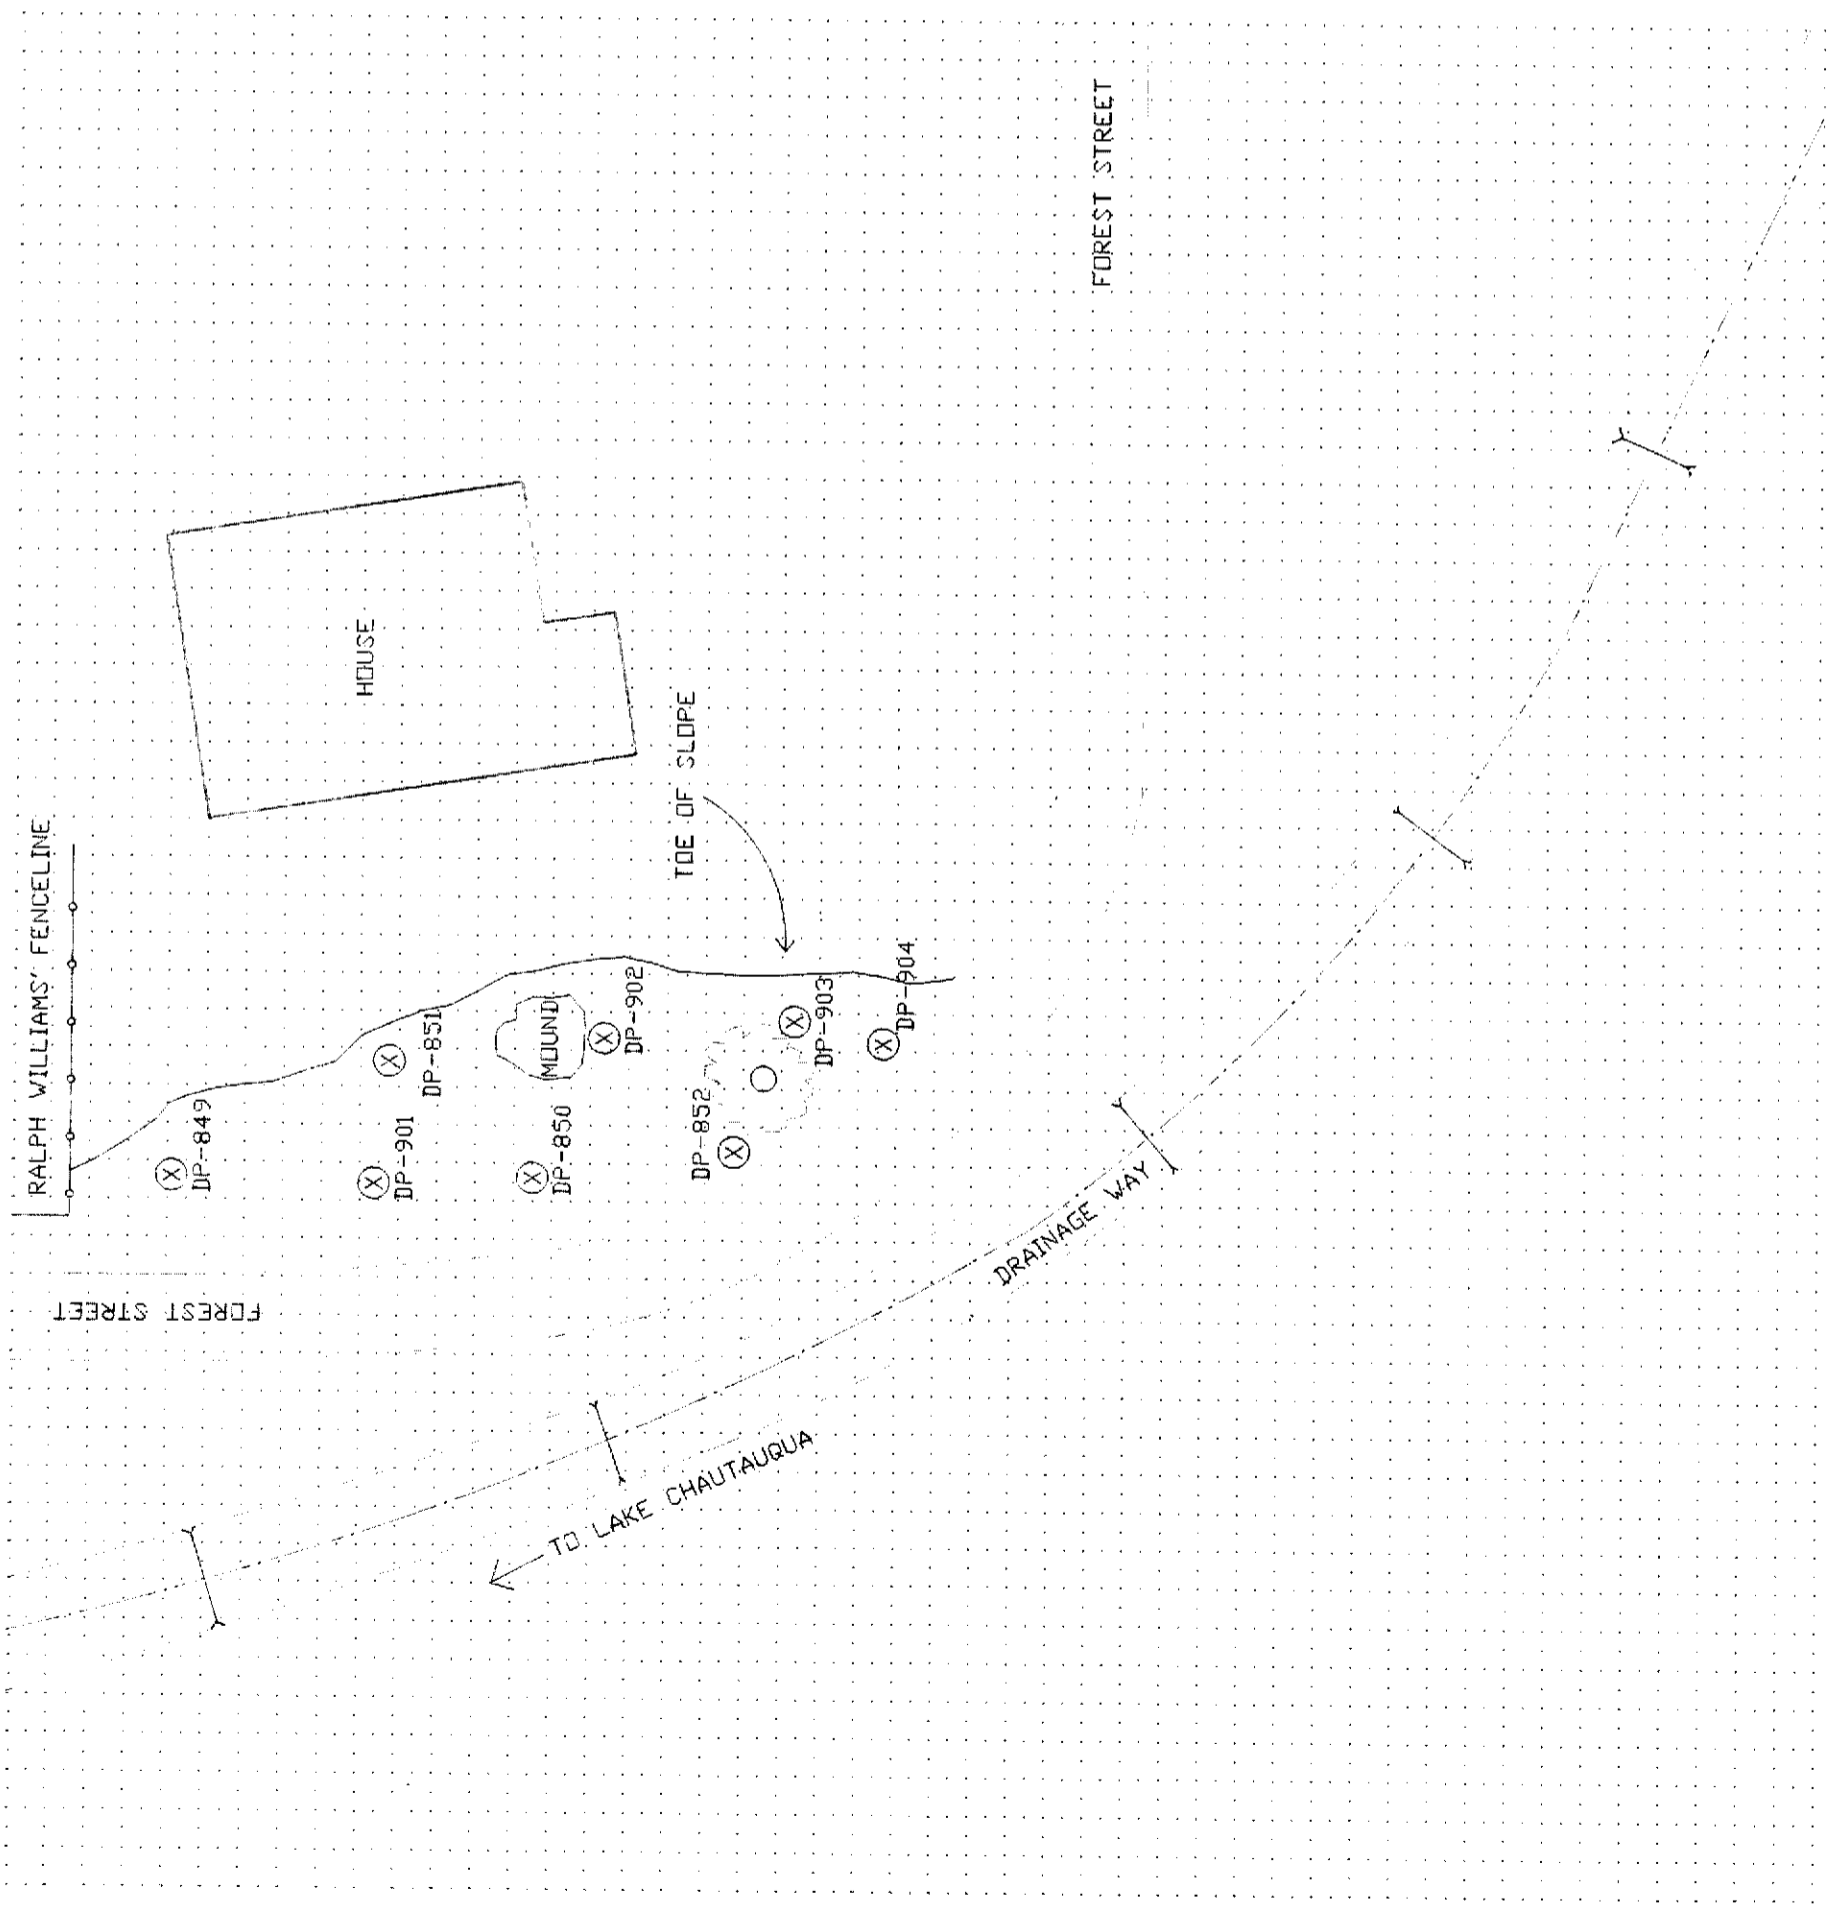 RALPH WILLIAMS' FENCELINE
FOREST STREET
HOUSE
TOE OF SLOPE
DP-849
DP-901
DP-851
DP-850
MOUND
DP-902
DP-852
DP-903
DP-904
FOREST STREET
DRAINAGE WAY
TO LAKE CHAUTAUQUA